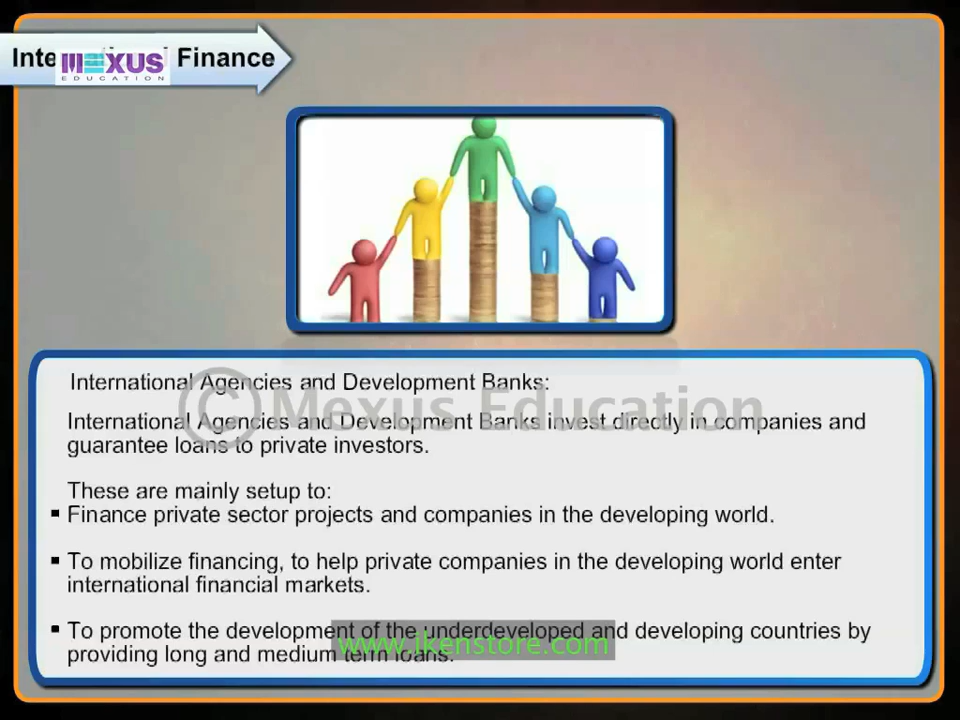 Inte Finance
MEXUS
EDUCATION
International Agencies and Development Banks:
© Mexus Education
International Agencies and Development Banks invest directly in companies and
guarantee loans to private investors.
These are mainly setup to:
▪ Finance private sector projects and companies in the developing world.
▪ To mobilize financing, to help private companies in the developing world enter
international financial markets.
▪ To promote the development of the underdeveloped and developing countries by
www.ikenstore.com
providing long and medium term loans.